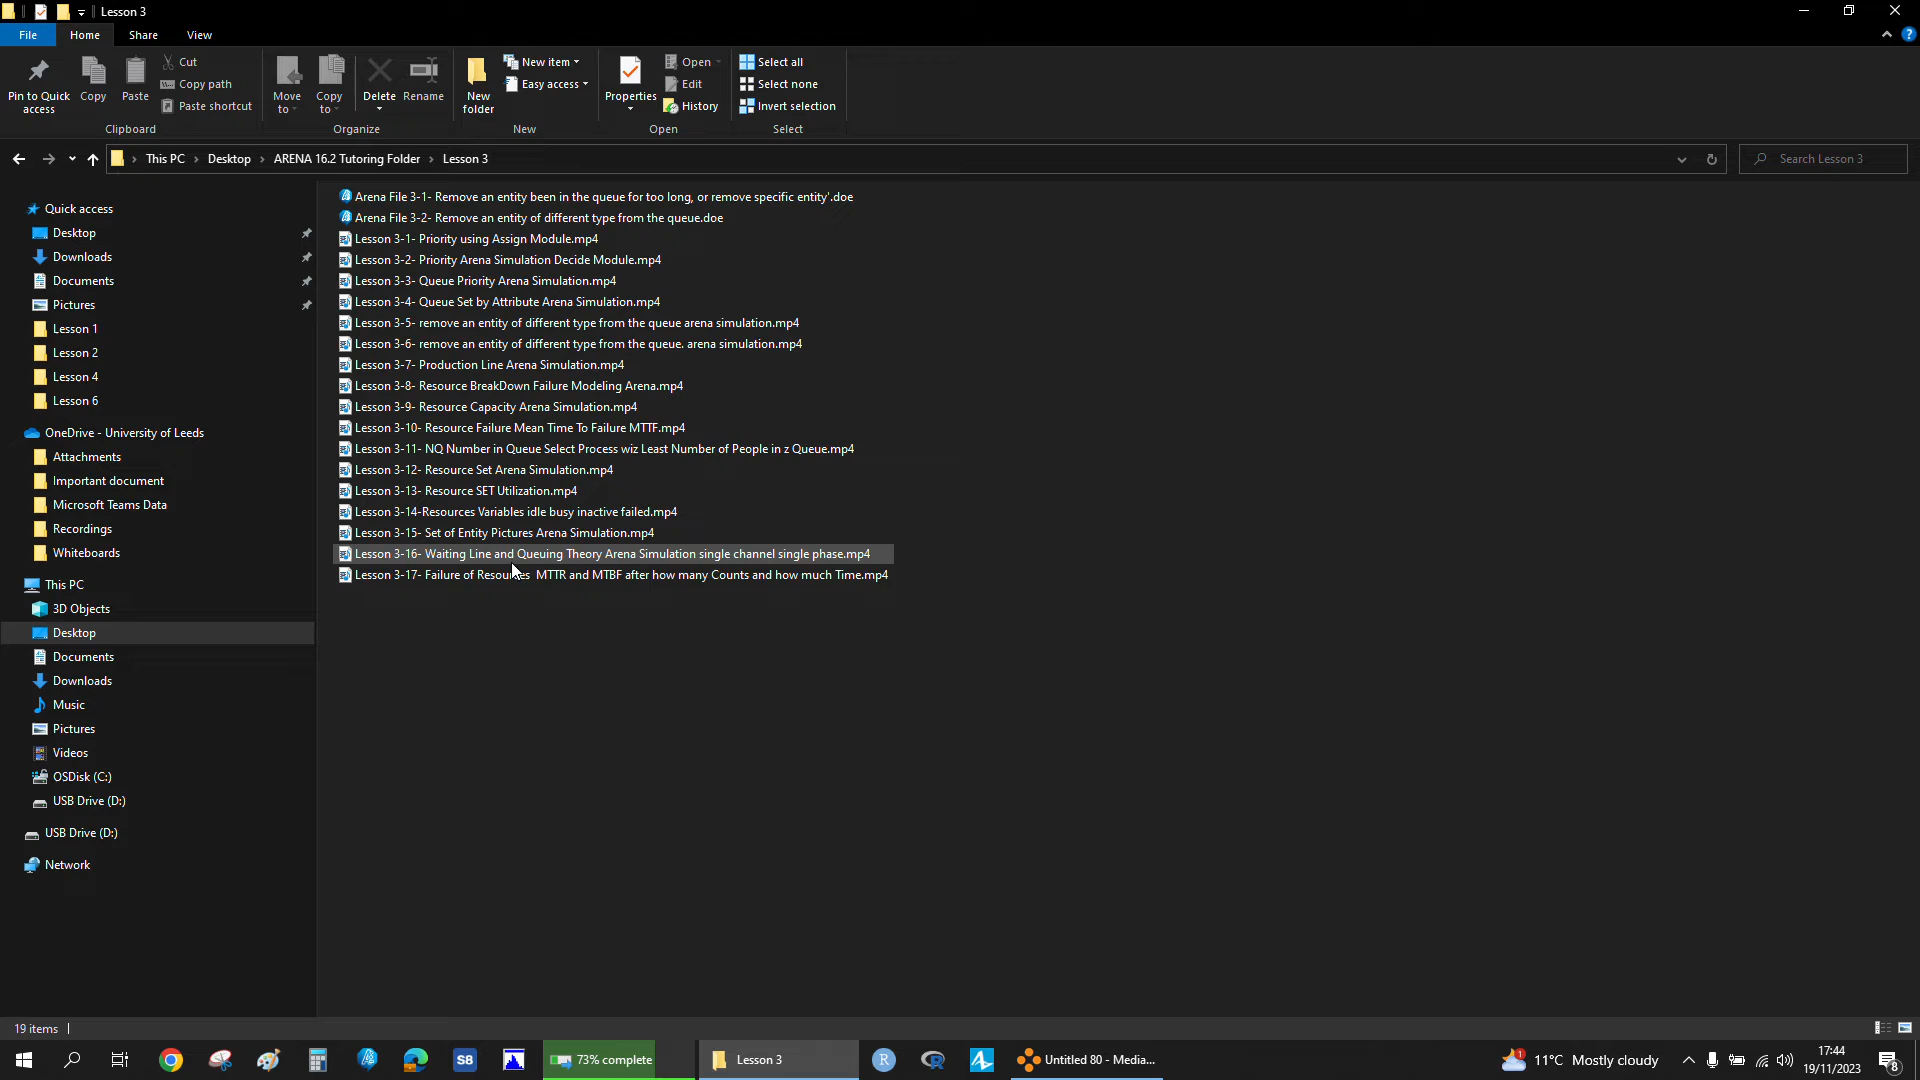 Lesson 3
File
Home
Share
View
Pin to Quick access
Copy
Paste
Cut
Copy path
Paste shortcut
Clipboard
Move to
Copy to
Delete
Rename
Organize
New folder
New item
Easy access
New
Properties
Open
Edit
History
Open
Select all
Select none
Invert selection
Select
This PC > Desktop > ARENA 16.2 Tutoring Folder > Lesson 3
Search Lesson 3
Quick access
Desktop
Downloads
Documents
Pictures
Lesson 1
Lesson 2
Lesson 4
Lesson 6
OneDrive - University of Leeds
Attachments
Important document
Microsoft Teams Data
Recordings
Whiteboards
This PC
3D Objects
Desktop
Documents
Downloads
Music
Pictures
Videos
OSDisk (C:)
USB Drive (D:)
USB Drive (D:)
Network
Arena File 3-1- Remove an entity been in the queue for too long, or remove specific entity'.doe
Arena File 3-2- Remove an entity of different type from the queue.doe
Lesson 3-1- Priority using Assign Module.mp4
Lesson 3-2- Priority Arena Simulation Decide Module.mp4
Lesson 3-3- Queue Priority Arena Simulation.mp4
Lesson 3-4- Queue Set by Attribute Arena Simulation.mp4
Lesson 3-5- remove an entity of different type from the queue arena simulation.mp4
Lesson 3-6- remove an entity of different type from the queue. arena simulation.mp4
Lesson 3-7- Production Line Arena Simulation.mp4
Lesson 3-8- Resource BreakDown Failure Modeling Arena.mp4
Lesson 3-9- Resource Capacity Arena Simulation.mp4
Lesson 3-10- Resource Failure Mean Time To Failure MTTF.mp4
Lesson 3-11- NQ Number in Queue Select Process wiz Least Number of People in z Queue.mp4
Lesson 3-12- Resource Set Arena Simulation.mp4
Lesson 3-13- Resource SET Utilization.mp4
Lesson 3-14-Resources Variables idle busy inactive failed.mp4
Lesson 3-15- Set of Entity Pictures Arena Simulation.mp4
Lesson 3-16- Waiting Line and Queuing Theory Arena Simulation single channel single phase.mp4
Lesson 3-17- Failure of Resources MTTR and MTBF after how many Counts and how much Time.mp4
19 items
S8
73% complete
Lesson 3
R
Untitled 80 - Media...
1
11°C Mostly cloudy
17:44
19/11/2023
8